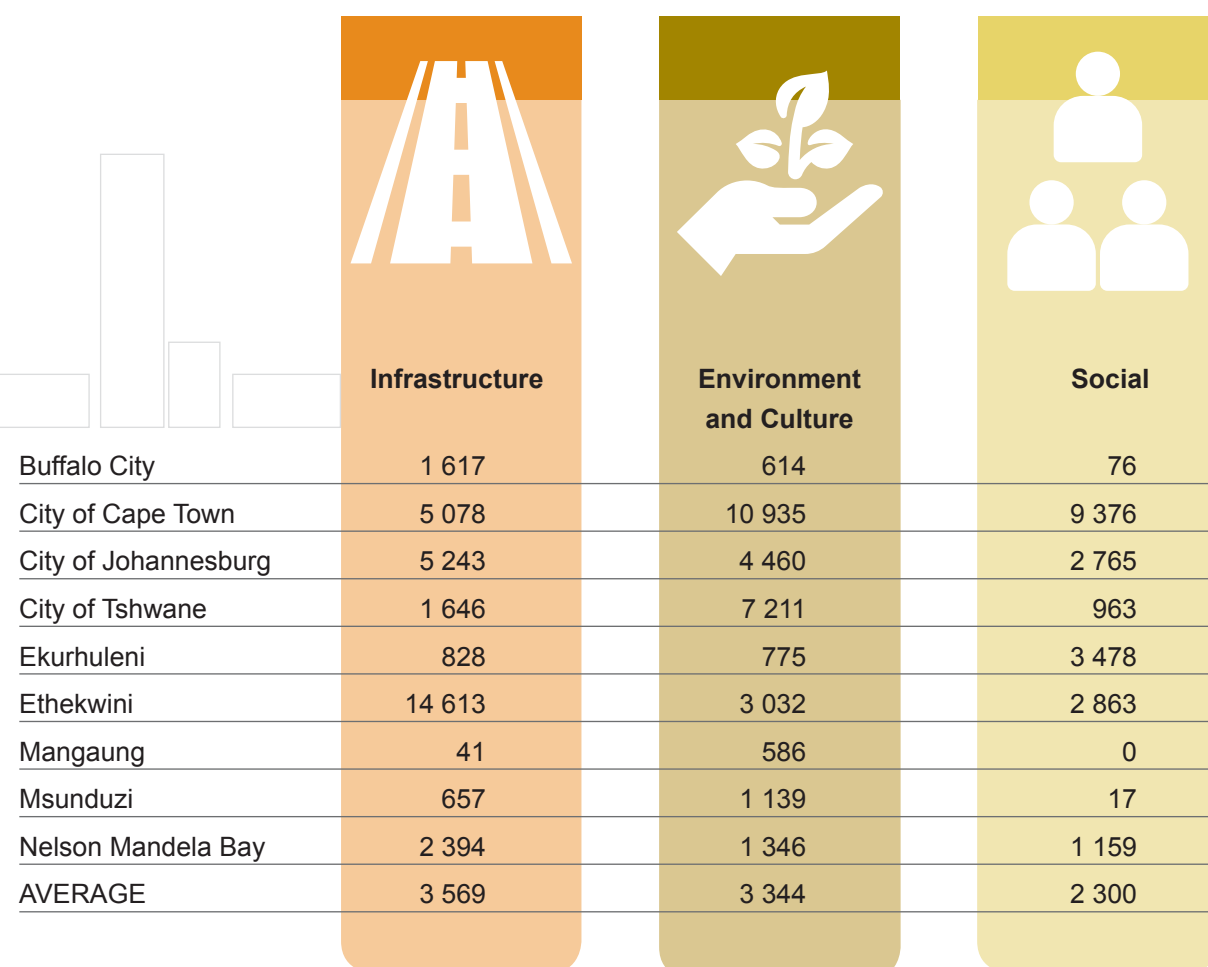 Infrastructure Environment Social
and Culture
Buffalo City 1 617 614 76
City of Cape Town 5 078 10 935 9 376
City of Johannesburg 5 243 4 460 2 765
City of Tshwane 1 646 7 211 963
Ekurhuleni 828 775 3 478
Ethekwini 14 613 3 032 2 863
Mangaung 41 586 0
Msunduzi 657 1 139 17
Nelson Mandela Bay 2 394 1 346 1 159
AVERAGE 3 569 3 344 2 300